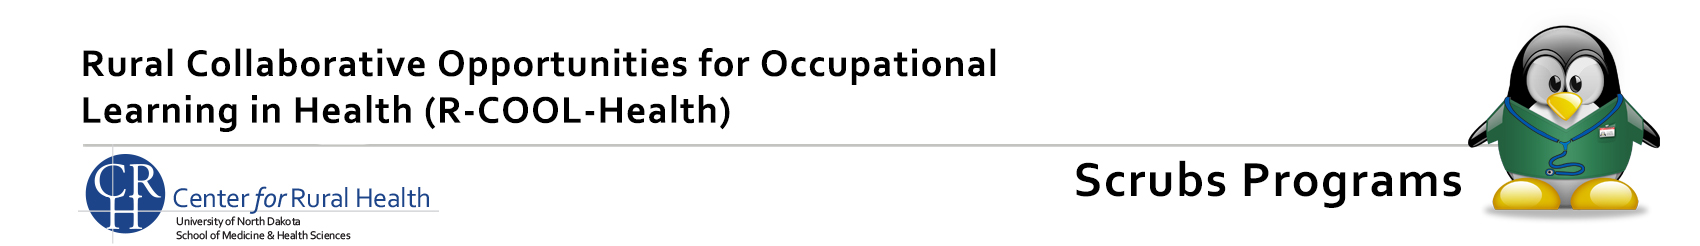 Rural Collaborative Opportunities for Occupational
Learning in Health (R-COOL-Health)
Scrubs Programs
CR
H
Center for Rural Health
University of North Dakota
School of Medicine & Health Sciences